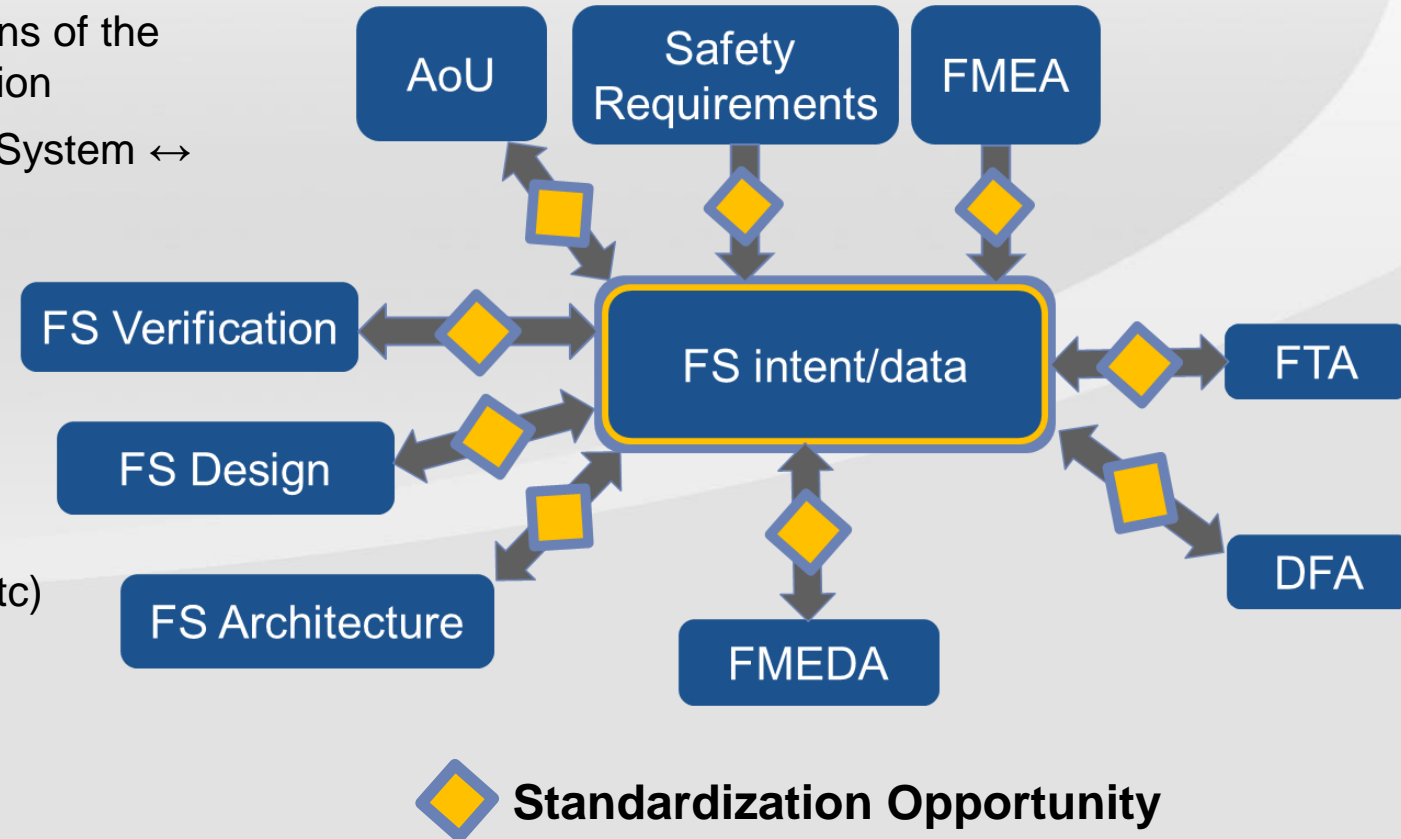 ns of the
ion
System ↔
tc)
AoU
Safety
Requirements
FMEA
FS Verification
FS intent/data
FTA
FS Design
DFA
FS Architecture
FMEDA
Standardization Opportunity